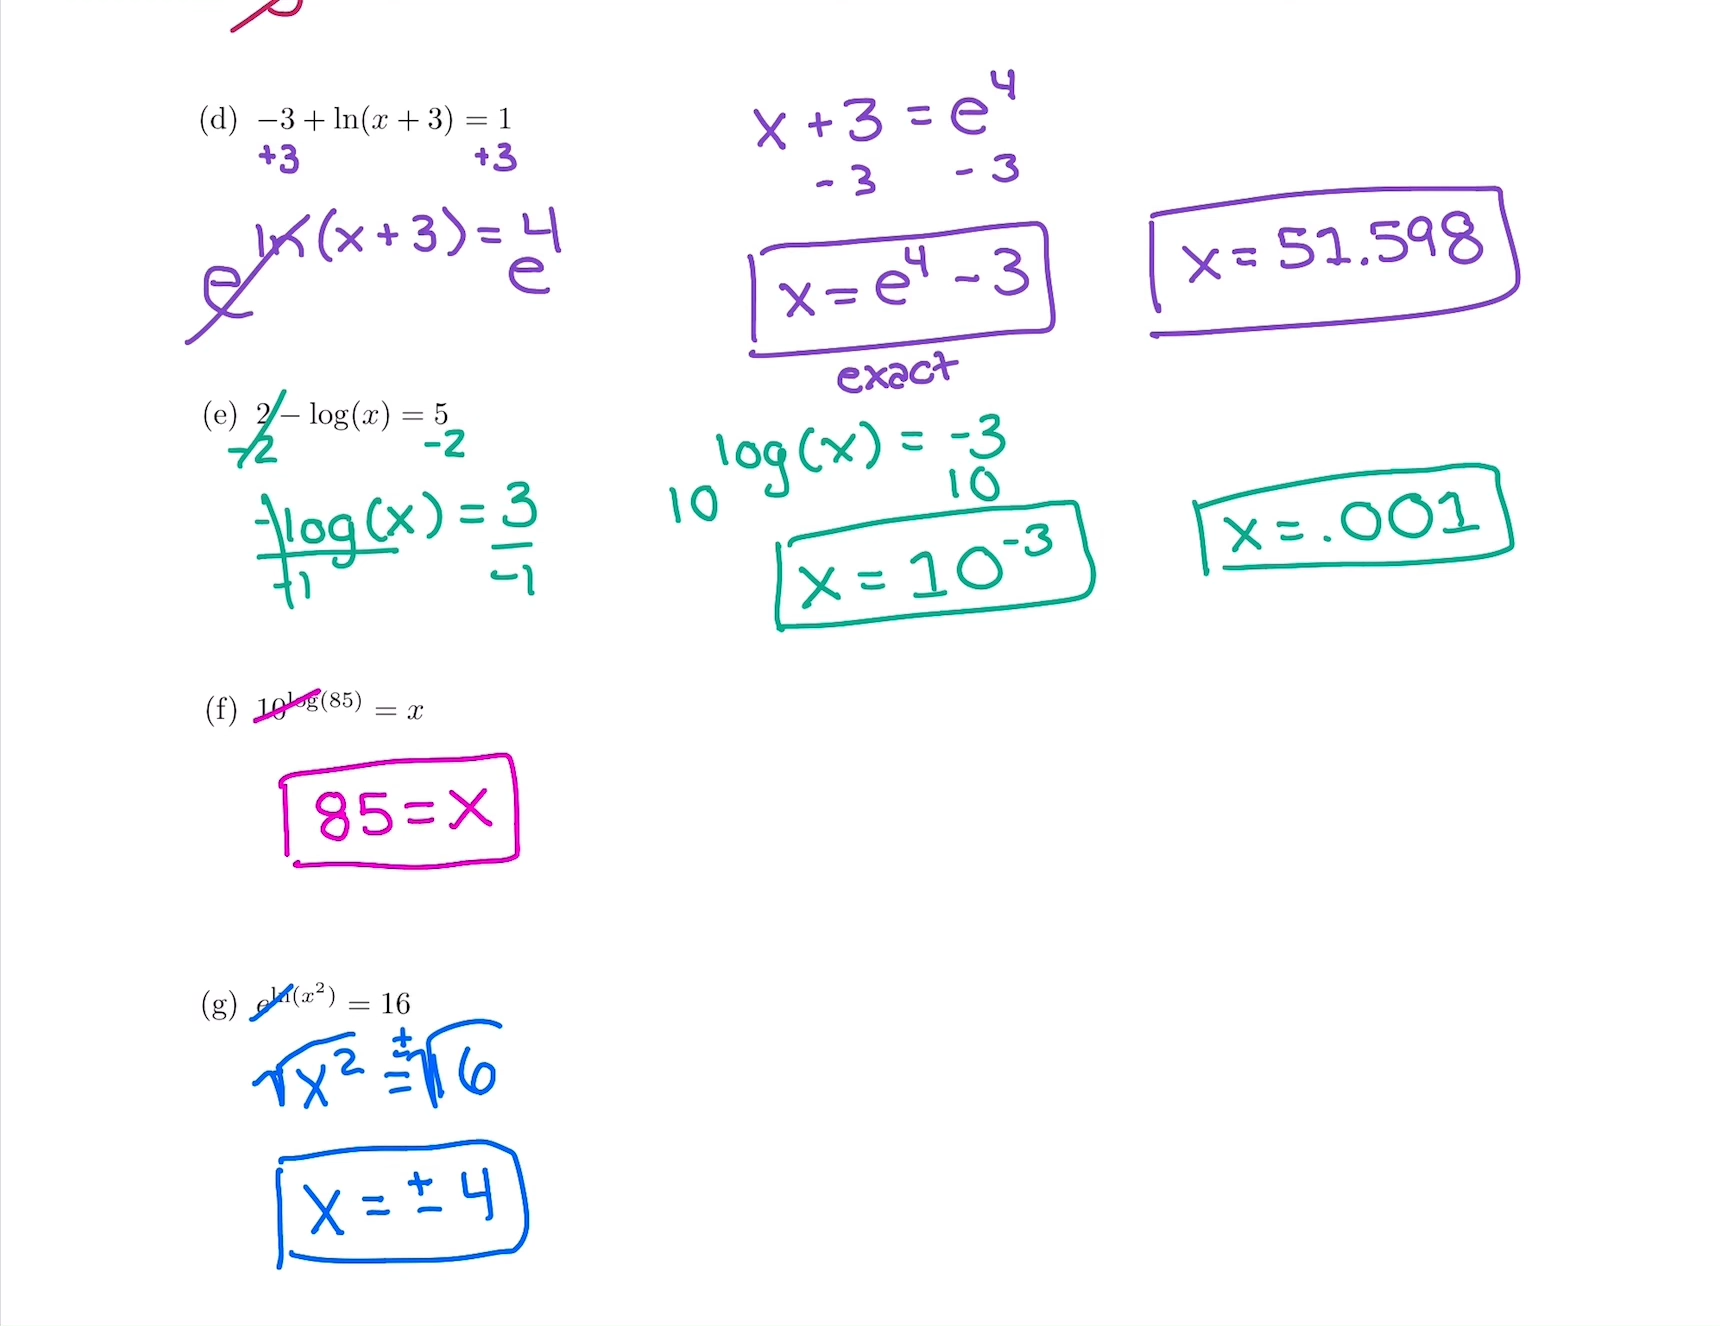 (d) −3 + ln(x + 3) = 1
+3 +3
ln(x+3) = 4
e e
x + 3 = e^4
- 3 - 3
x = e^4 - 3
exact
x = 51.598
(e) 2 − log(x) = 5
-2 -2
-1log(x) = 3
-1 -1
log(x) = -3
10 10
x = 10^-3
x = .001
(f) 10^log(85) = x
85 = x
(g) e^ln(x^2) = 16
√x^2 = ±√16
x = ± 4